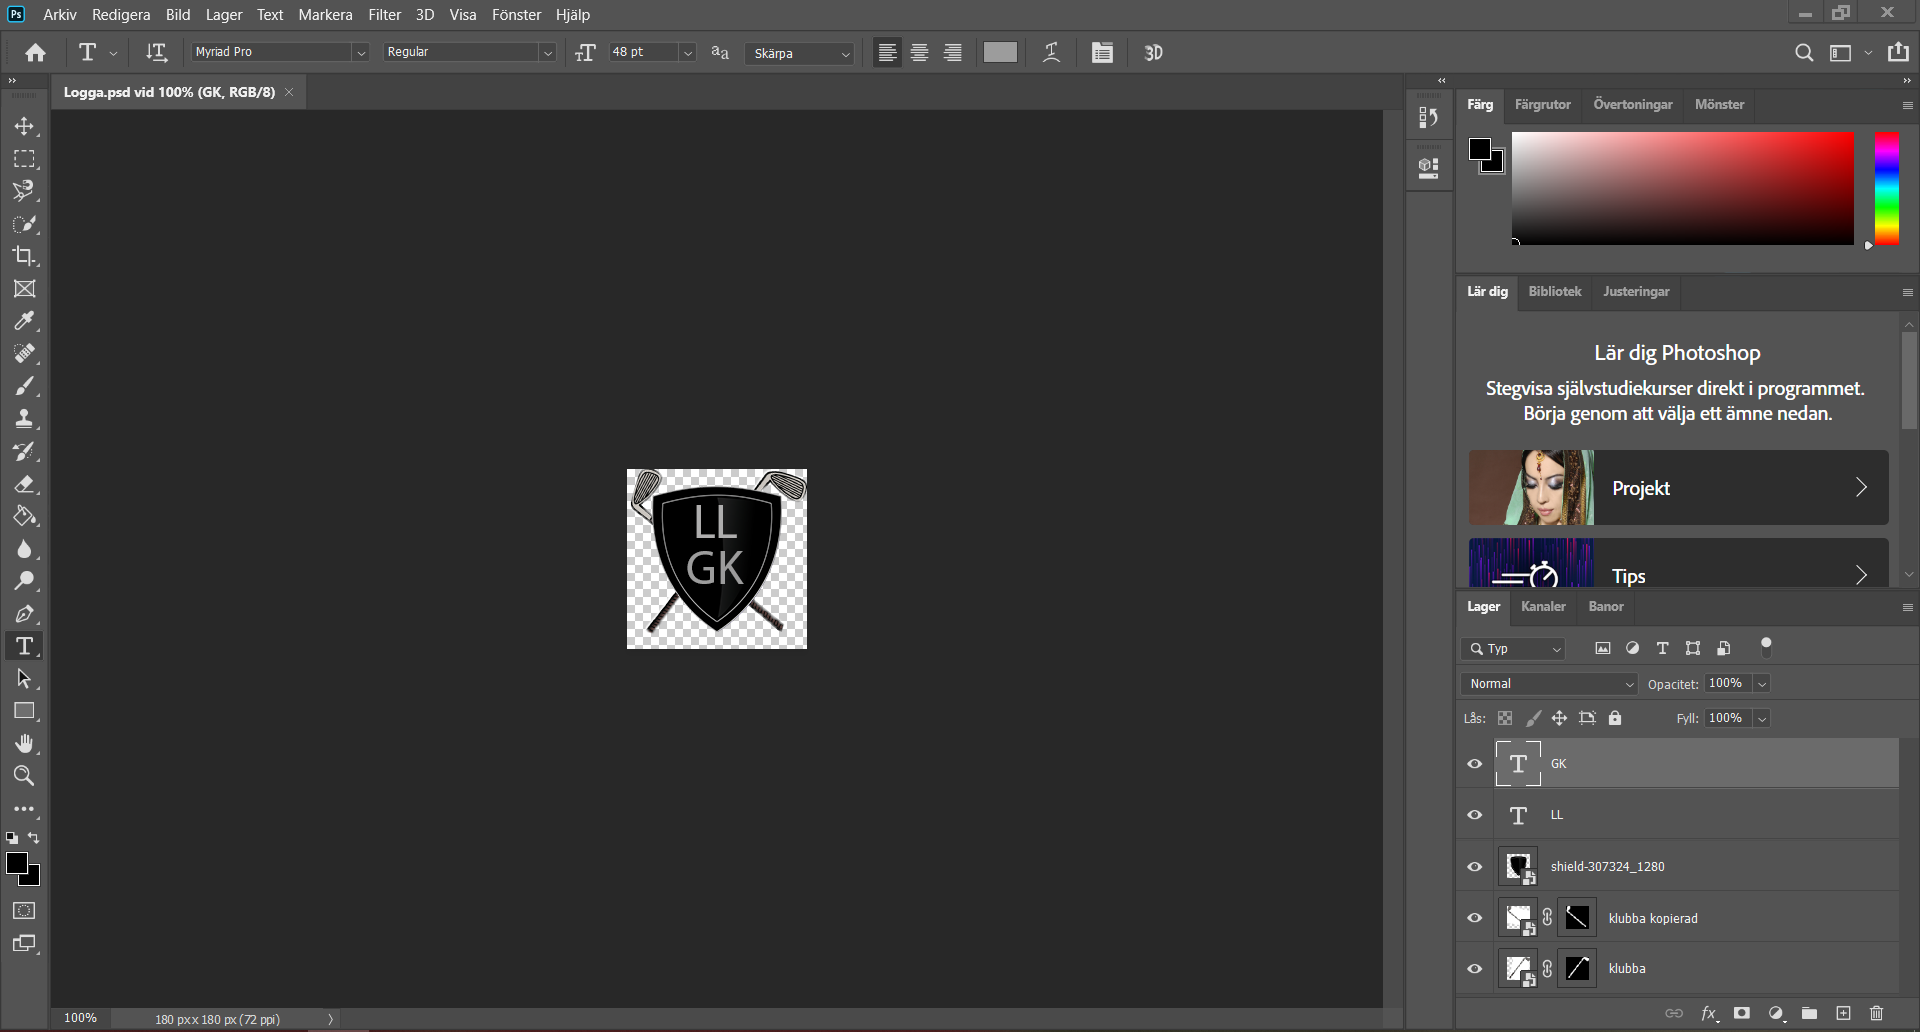 Ps Arkiv Redigera Bild Lager Text Markera Filter 3D Visa Fönster Hjälp
T Myriad Pro Regular 48 pt aa Skärpa 3D
Logga.psd vid 100% (GK, RGB/8)
Färg Färgrutor Övertoningar Mönster
Lär dig Bibliotek Justeringar
Lär dig Photoshop
Stegvisa självstudiekurser direkt i programmet.
Börja genom att välja ett ämne nedan.
Projekt
Tips
LL
GK
Lager Kanaler Banor
Typ
Normal Opacitet: 100%
Lås: Fyll: 100%
GK
LL
shield-307324_1280
klubba kopierad
klubba
fx
100% 180 px x 180 px (72 ppi)